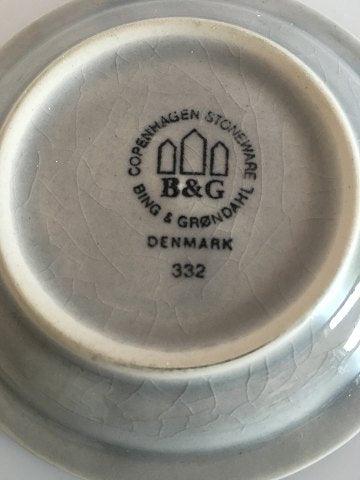 COPENHAGEN STONEWARE
B&G
BING & GRØNDAHL
DENMARK
332